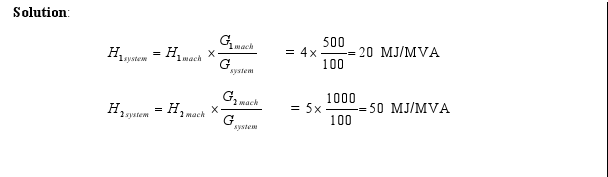 Solution:
H1system = H1mach × G1mach / Gsystem = 4 × 500 / 100 = 20 MJ/MVA
H2system = H2mach × G2mach / Gsystem = 5 × 1000 / 100 = 50 MJ/MVA